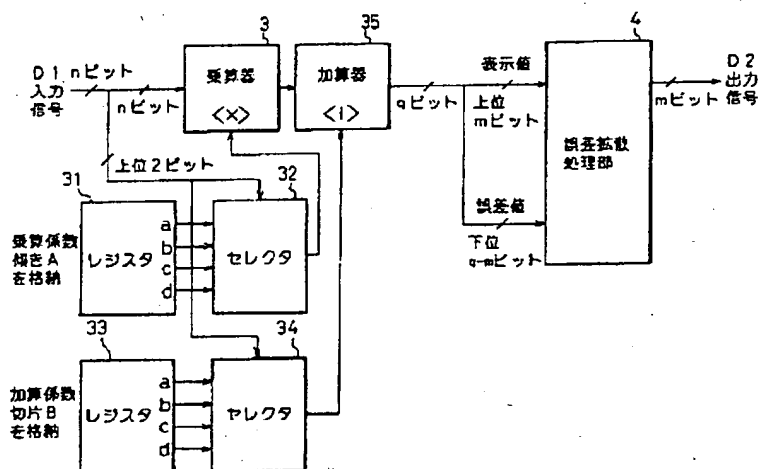 3
35
4
D1 nビット
入力
信号
nビット
乗算器
<×>
加算器
<i>
qビット
表示値
上位
mビット
誤差拡散
処理部
mビット
D2
出力
信号
上位2ビット
31
32
誤差値
下位
q-mビット
乗算係数
傾きA
を格納
レジスタ
a
b
c
d
セレクタ
33
34
加算係数
切片B
を格納
レジスタ
a
b
c
d
ヤレクタ